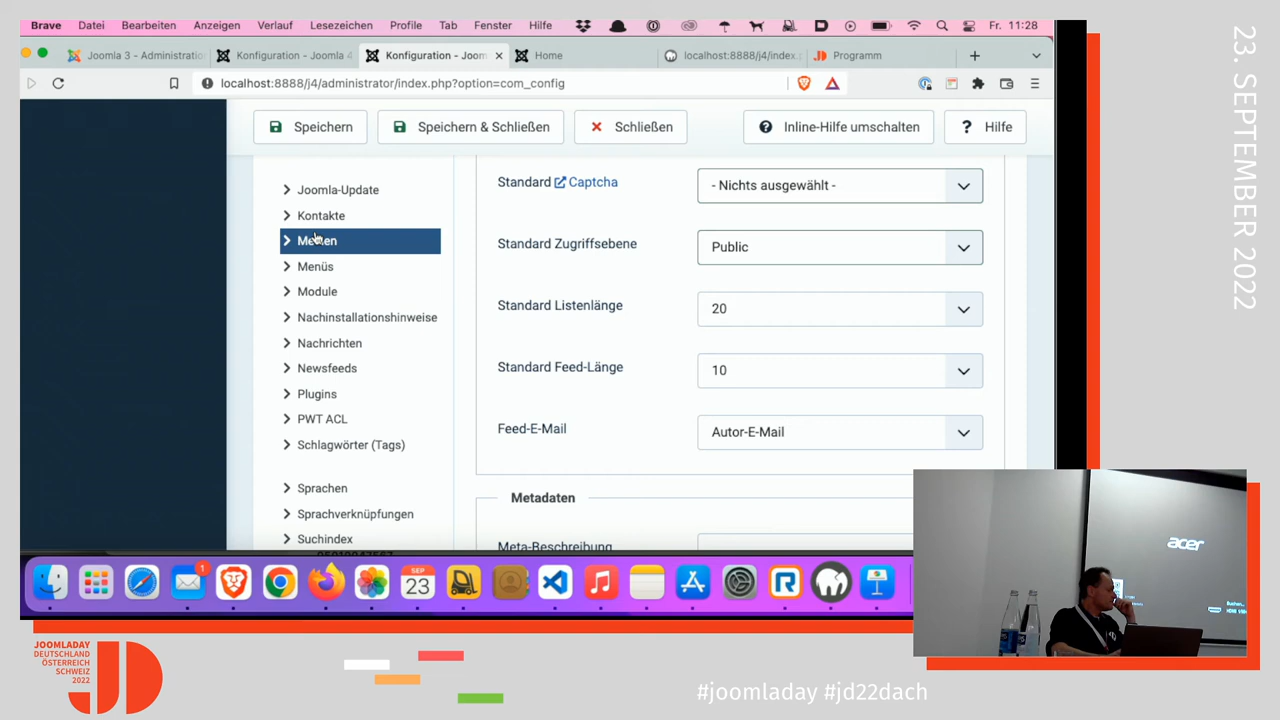 Brave Datei Bearbeiten Anzeigen Verlauf Lesezeichen Profile Tab Fenster Hilfe Fr. 11:28
Joomla 3 - Administratio
Konfiguration - Joomla 4
Konfiguration - Joom
Home
localhost:8888/j4/index.p
Programm
localhost:8888/j4/administrator/index.php?option=com_config
Speichern
Speichern & Schließen
Schließen
Inline-Hilfe umschalten
? Hilfe
Joomla-Update
Kontakte
Menüs
Module
Nachinstallationshinweise
Nachrichten
Newsfeeds
Plugins
PWT ACL
Schlagwörter (Tags)
Sprachen
Sprachverknüpfungen
Suchindex
Standard Captcha
- Nichts ausgewählt -
Standard Zugriffsebene
Public
Standard Listenlänge
20
Standard Feed-Länge
10
Feed-E-Mail
Autor-E-Mail
Metadaten
Meta-Beschreibung
1
SEP
23
acer
23. SEPTEMBER 2022
JOOMLADAY
DEUTSCHLAND
ÖSTERREICH
SCHWEIZ
2022
JD
#joomladay #jd22dach